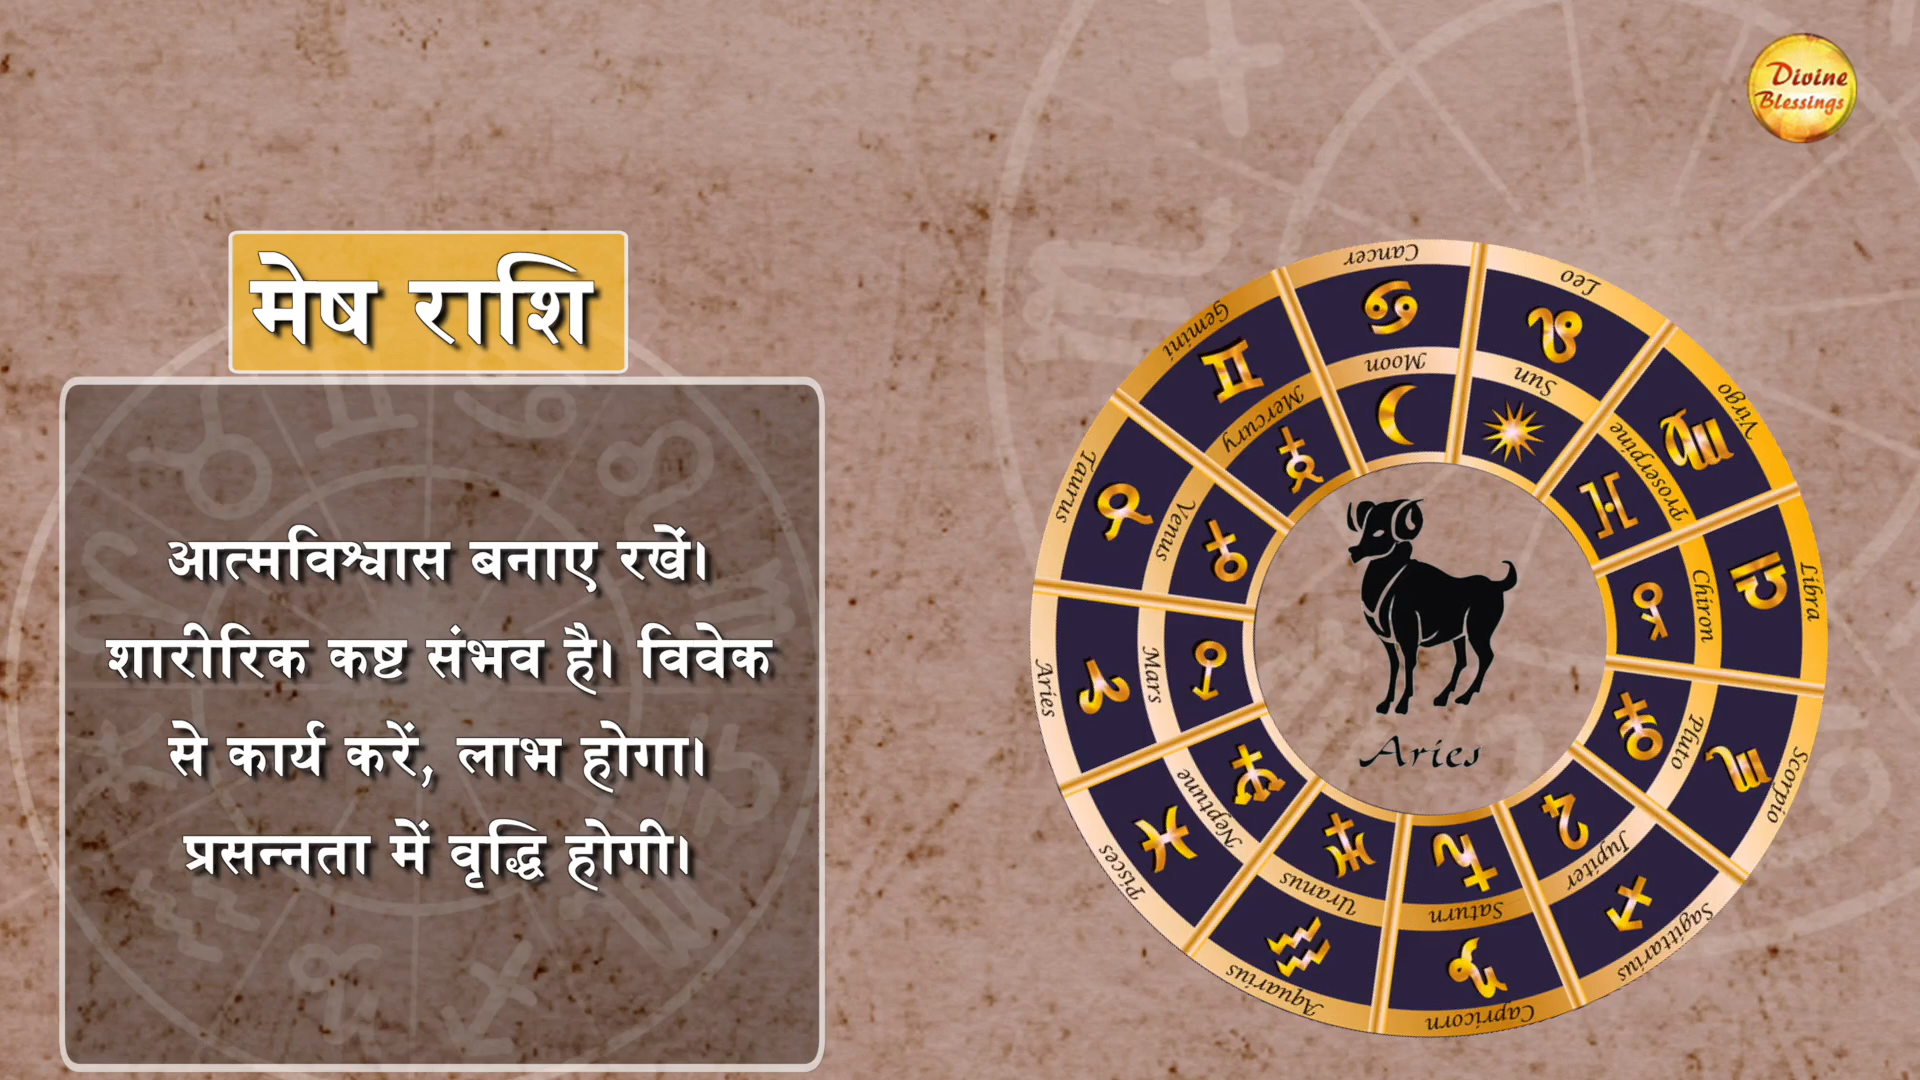 Divine
Blessings
मेष राशि
आत्मविश्वास बनाए रखें।
शारीरिक कष्ट संभव है। विवेक
से कार्य करें, लाभ होगा।
प्रसन्नता में वृद्धि होगी।
Cancer
Leo
Virgo
Libra
Scorpio
Sagittarius
Capricorn
Aquarius
Pisces
Aries
Taurus
Gemini
Moon
Sun
Proserpine
Chiron
Pluto
Jupiter
Saturn
Uranus
Neptune
Mars
Venus
Mercury
Aries